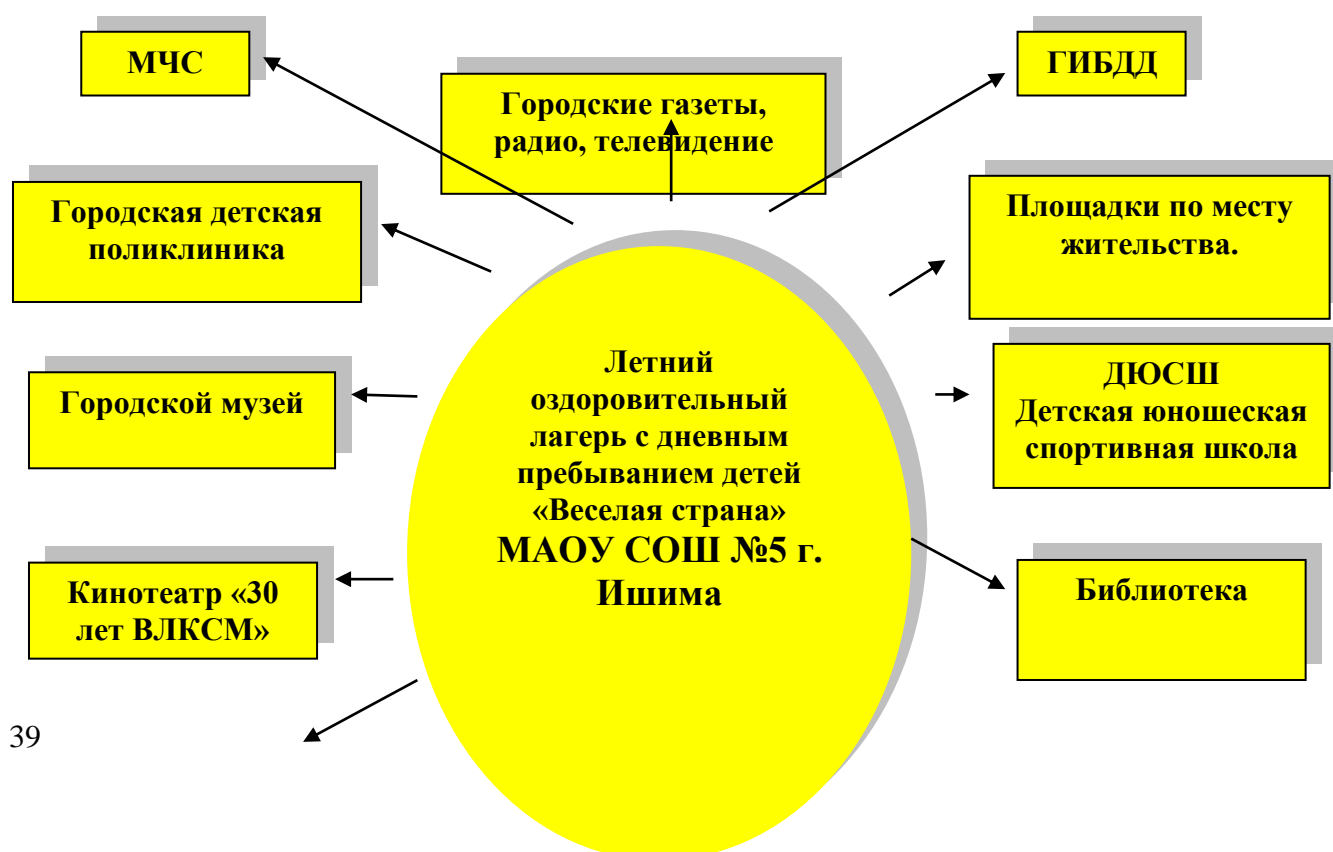 МЧС
ГИБДД
Городские газеты,
радио, телевидение
Городская детская
поликлиника
Площадки по месту
жительства.
Летний
оздоровительный
лагерь с дневным
пребыванием детей
«Веселая страна»
МАОУ СОШ №5 г.
Ишима
Городской музей
ДЮСШ
Детская юношеская
спортивная школа
Кинотеатр «30
лет ВЛКСМ»
Библиотека
39